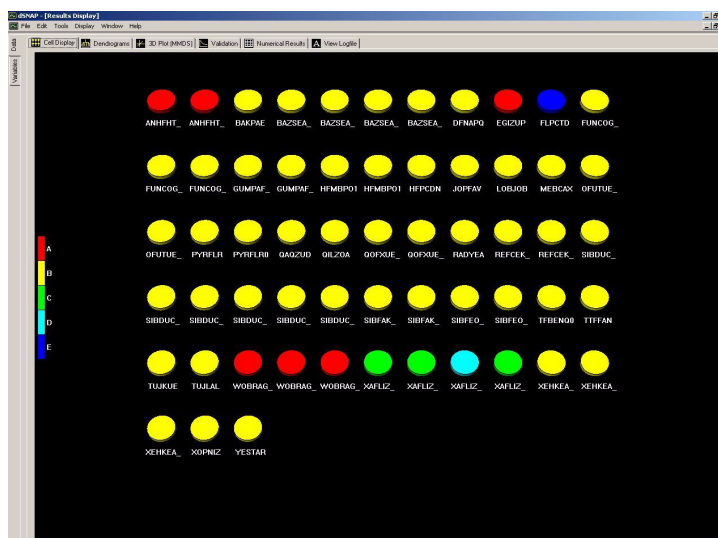 dSNAP - [Results Display]
File Edit Tools Display Window Help
Cell Display Dendrograms 3D Plot (MMDS) Validation Numerical Results View Logfile
Data
Variables
ANHFHT_ ANHFHT_ BAKPAE BAZSEA_ BAZSEA_ BAZSEA_ BAZSEA_ DFNAPQ EGIZUP FLPCTD FUNCOG_
FUNCOG_ FUNCOG_ GUMPAF_ GUMPAF_ HFMBPO1 HFMBPO1 HFPCDN JOPFAV LOBJOB MEBCAX OFUTUE_
OFUTUE_ PYRFLR PYRFLR0 QAQZUD QILZOA QOFXUE_ QOFXUE_ RADYEA REFCEK_ REFCEK_ SIBDUC_
A
B
C
D
E
SIBDUC_ SIBDUC_ SIBDUC_ SIBDUC_ SIBDUC_ SIBFAK_ SIBFAK_ SIBFEO_ SIBFEO_ TFBENQ0 TTFFAN
TUJKUE TUJLAL WOBRAG_ WOBRAG_ WOBRAG_ XAFLIZ_ XAFLIZ_ XAFLIZ_ XAFLIZ_ XEHKEA_ XEHKEA_
XEHKEA_ XOPNIZ YESTAR